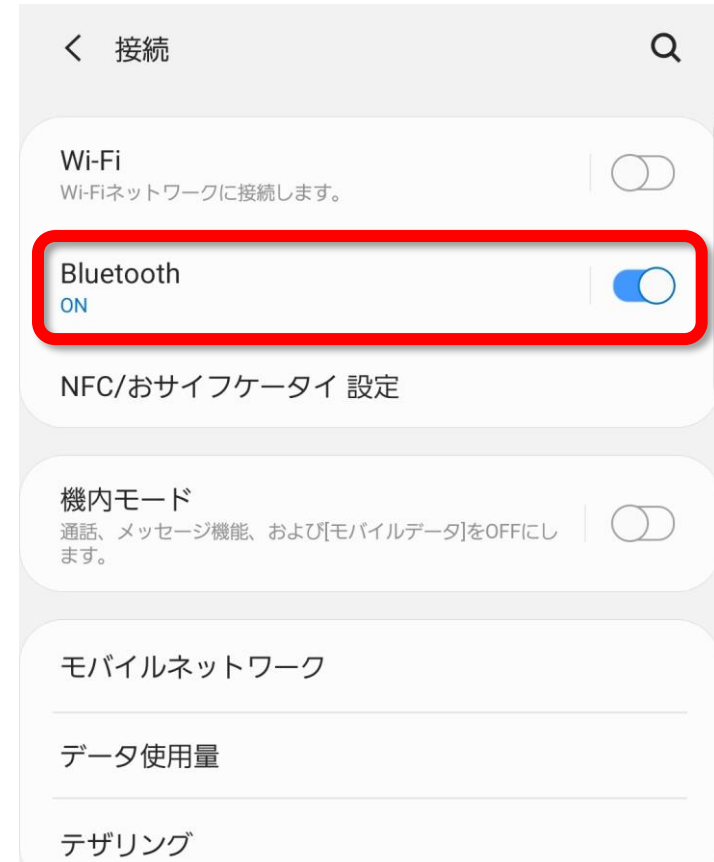 接続
Wi-Fi
Wi-Fiネットワークに接続します。
Bluetooth
ON
NFC/おサイフケータイ 設定
機内モード
通話、メッセージ機能、および[モバイルデータ]をOFFにし
ます。
モバイルネットワーク
データ使用量
テザリング